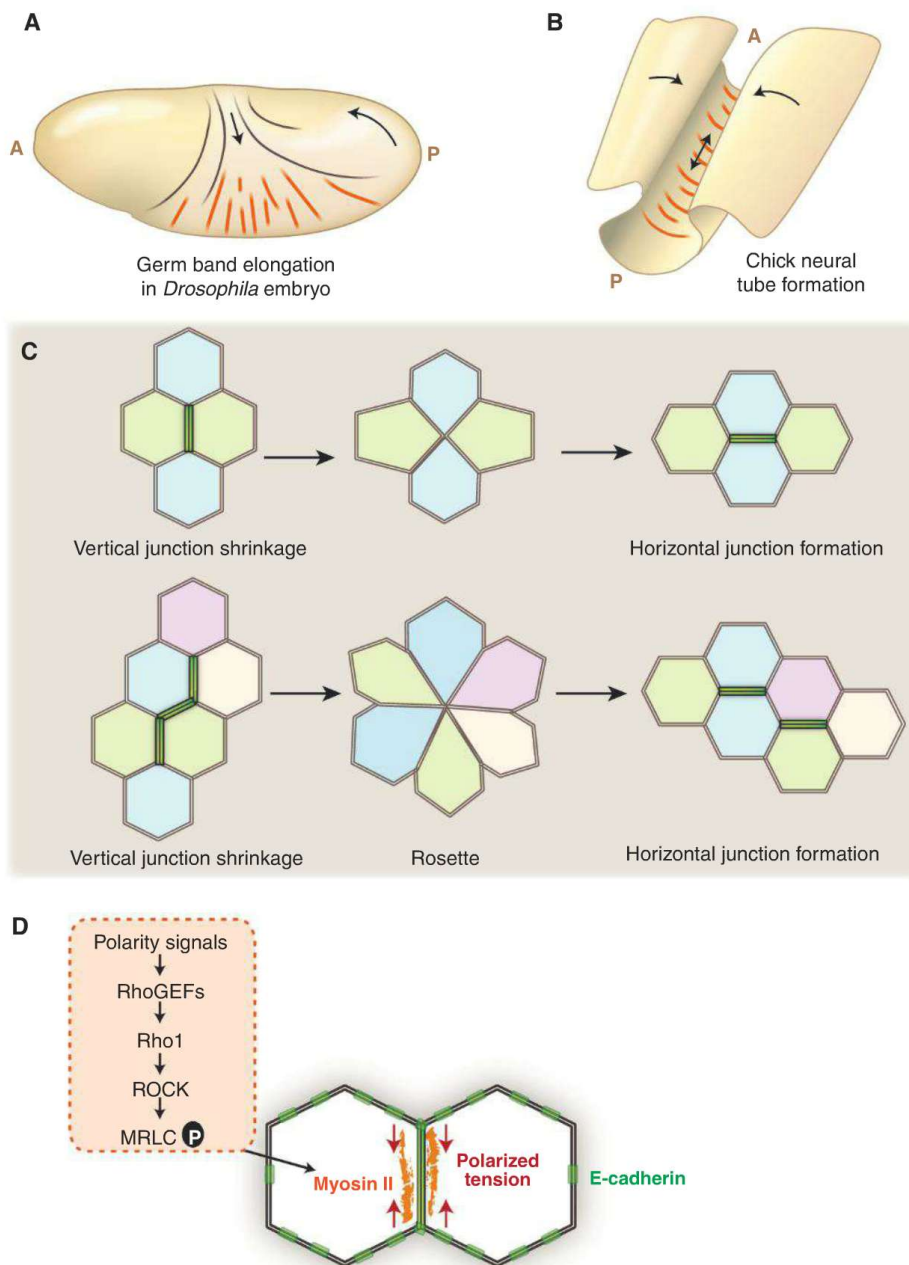 A
A
P
Germ band elongation
in Drosophila embryo
B
A
P
Chick neural
tube formation
C
Vertical junction shrinkage
Horizontal junction formation
Vertical junction shrinkage
Rosette
Horizontal junction formation
D
Polarity signals
RhoGEFs
Rho1
ROCK
MRLC P
Myosin II
Polarized
tension
E-cadherin